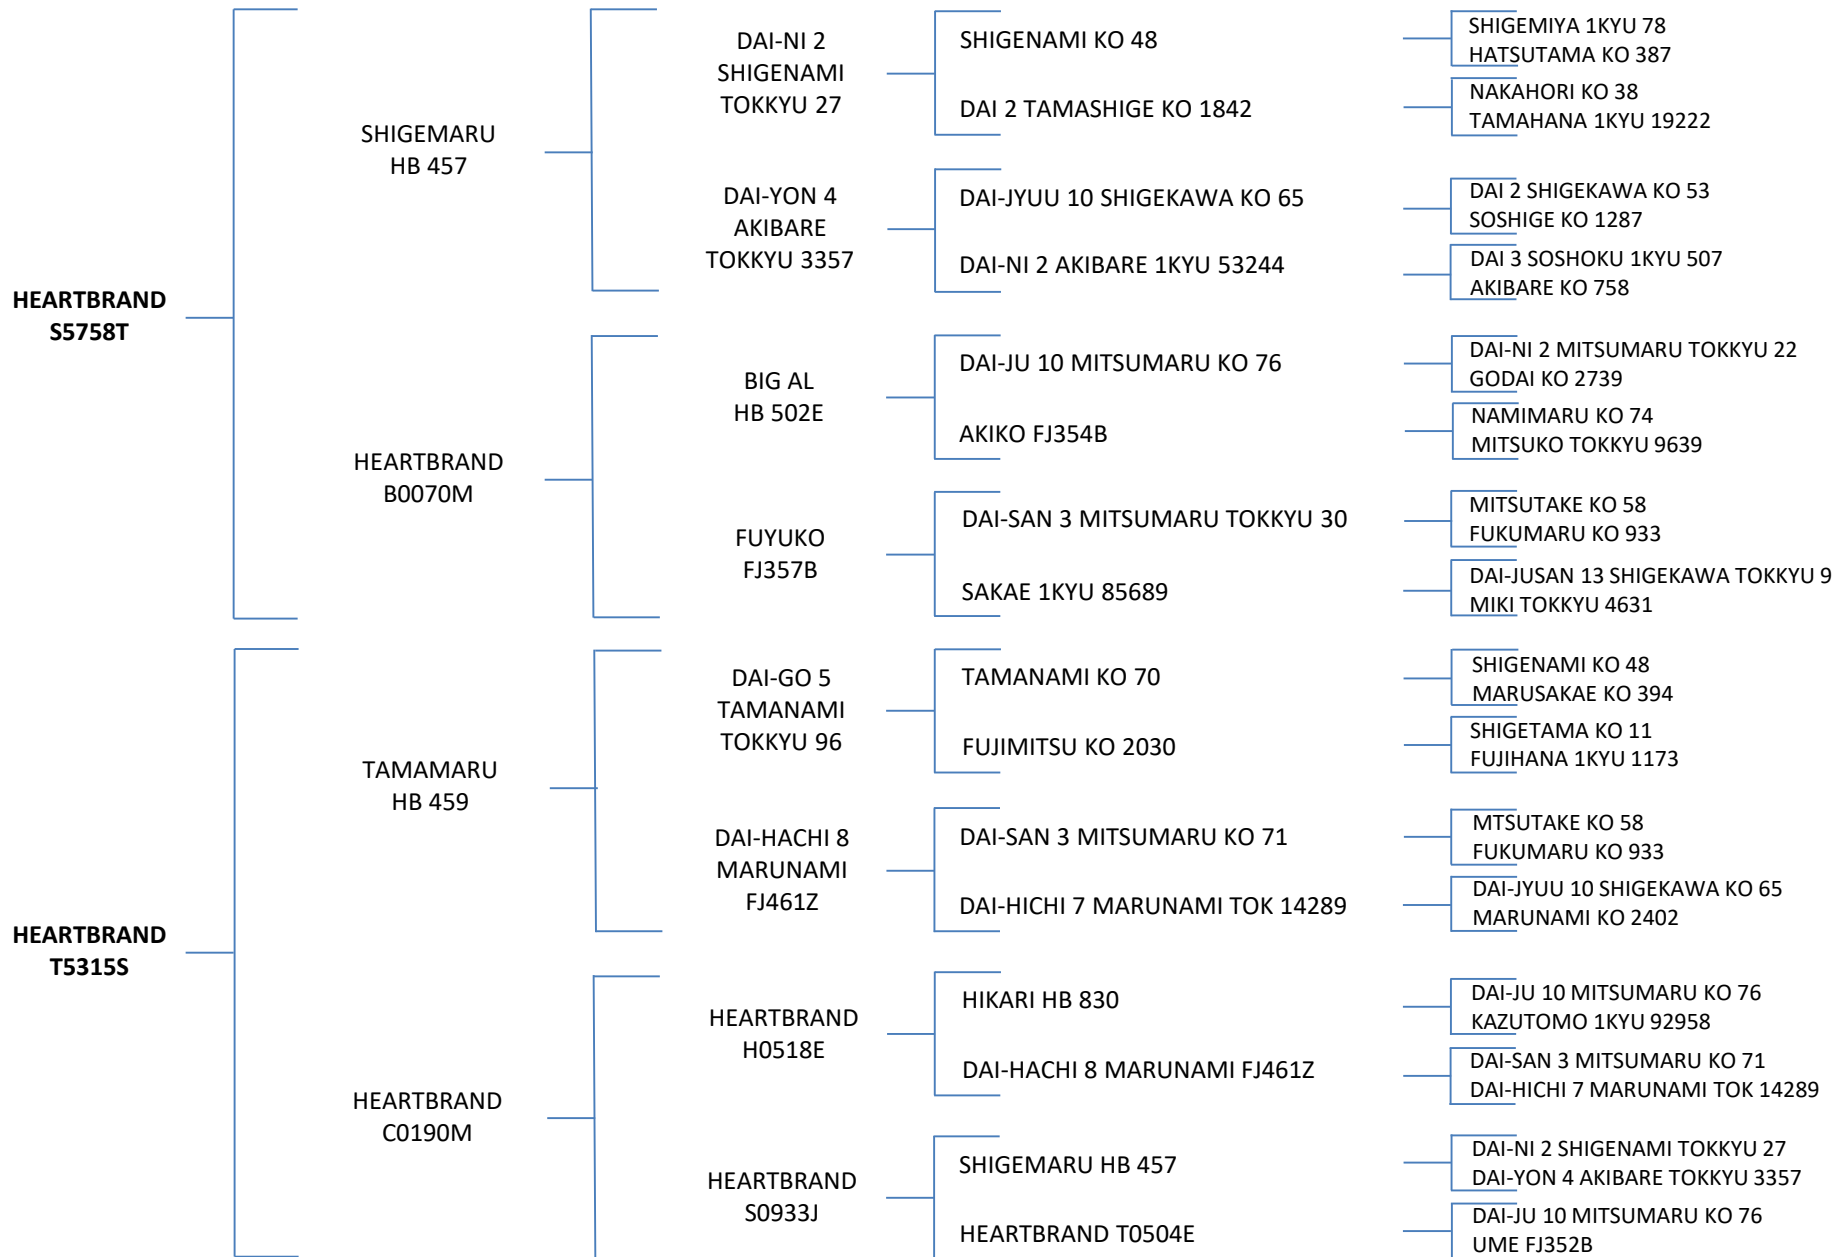 HEARTBRAND
S5758T
SHIGEMARU
HB 457
DAI-NI 2
SHIGENAMI
TOKKYU 27
SHIGENAMI KO 48
SHIGEMIYA 1KYU 78
HATSUTAMA KO 387
DAI 2 TAMASHIGE KO 1842
NAKAHORI KO 38
TAMAHANA 1KYU 19222
DAI-YON 4
AKIBARE
TOKKYU 3357
DAI-JYUU 10 SHIGEKAWA KO 65
DAI 2 SHIGEKAWA KO 53
SOSHIGE KO 1287
DAI-NI 2 AKIBARE 1KYU 53244
DAI 3 SOSHOKU 1KYU 507
AKIBARE KO 758
HEARTBRAND
B0070M
BIG AL
HB 502E
DAI-JU 10 MITSUMARU KO 76
DAI-NI 2 MITSUMARU TOKKYU 22
GODAI KO 2739
AKIKO FJ354B
NAMIMARU KO 74
MITSUKO TOKKYU 9639
FUYUKO
FJ357B
DAI-SAN 3 MITSUMARU TOKKYU 30
MITSUTAKE KO 58
FUKUMARU KO 933
SAKAE 1KYU 85689
DAI-JUSAN 13 SHIGEKAWA TOKKYU 9
MIKI TOKKYU 4631
HEARTBRAND
T5315S
TAMAMARU
HB 459
DAI-GO 5
TAMANAMI
TOKKYU 96
TAMANAMI KO 70
SHIGENAMI KO 48
MARUSAKAE KO 394
FUJIMITSU KO 2030
SHIGETAMA KO 11
FUJIHANA 1KYU 1173
DAI-HACHI 8
MARUNAMI
FJ461Z
DAI-SAN 3 MITSUMARU KO 71
MTSUTAKE KO 58
FUKUMARU KO 933
DAI-HICHI 7 MARUNAMI TOK 14289
DAI-JYUU 10 SHIGEKAWA KO 65
MARUNAMI KO 2402
HEARTBRAND
C0190M
HEARTBRAND
H0518E
HIKARI HB 830
DAI-JU 10 MITSUMARU KO 76
KAZUTOMO 1KYU 92958
DAI-HACHI 8 MARUNAMI FJ461Z
DAI-SAN 3 MITSUMARU KO 71
DAI-HICHI 7 MARUNAMI TOK 14289
HEARTBRAND
S0933J
SHIGEMARU HB 457
DAI-NI 2 SHIGENAMI TOKKYU 27
DAI-YON 4 AKIBARE TOKKYU 3357
HEARTBRAND T0504E
DAI-JU 10 MITSUMARU KO 76
UME FJ352B